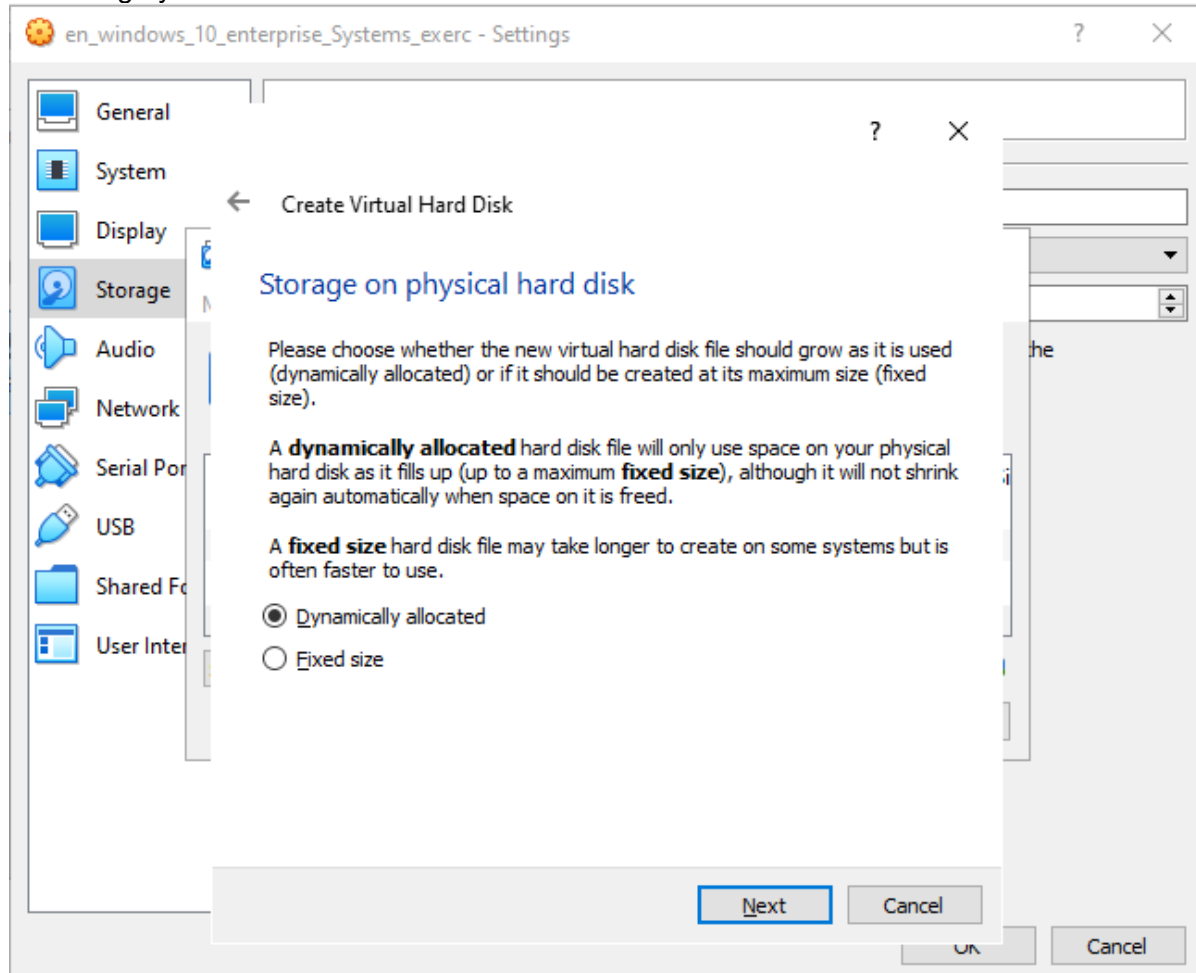 en_windows_10_enterprise_Systems_exerc - Settings
General
System
Display
Storage
Audio
Network
Serial Por
USB
Shared Fo
User Inter
Create Virtual Hard Disk
Storage on physical hard disk
Please choose whether the new virtual hard disk file should grow as it is used
(dynamically allocated) or if it should be created at its maximum size (fixed
size).
A dynamically allocated hard disk file will only use space on your physical
hard disk as it fills up (up to a maximum fixed size), although it will not shrink
again automatically when space on it is freed.
A fixed size hard disk file may take longer to create on some systems but is
often faster to use.
Dynamically allocated
Fixed size
Next
Cancel
the
OK
Cancel